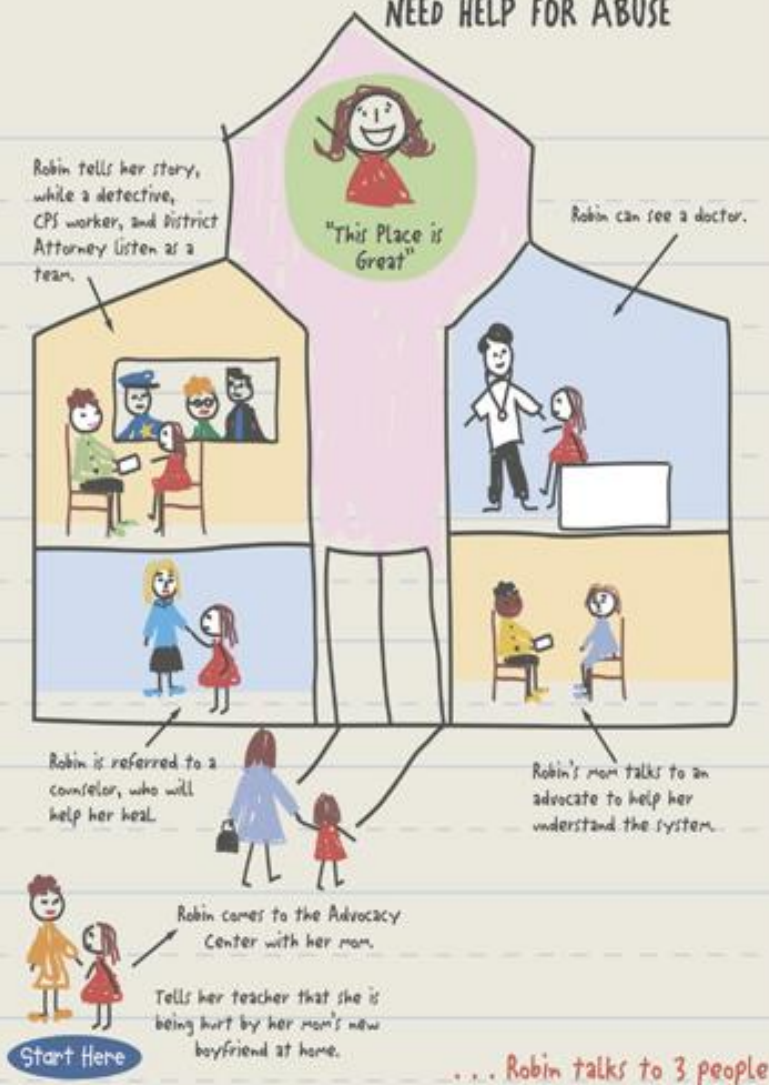 NEED HELP FOR ABUSE
"This Place is
Great"
Robin tells her story,
while a detective,
CPS worker, and District
Attorney listen as a
team.
Robin can see a doctor.
Robin is referred to a
counselor, who will
help her heal.
Robin's mom talks to an
advocate to help her
understand the system.
Robin comes to the Advocacy
Center with her mom.
Tells her teacher that she is
being hurt by her mom's new
boyfriend at home.
Start Here
. . . Robin talks to 3 people